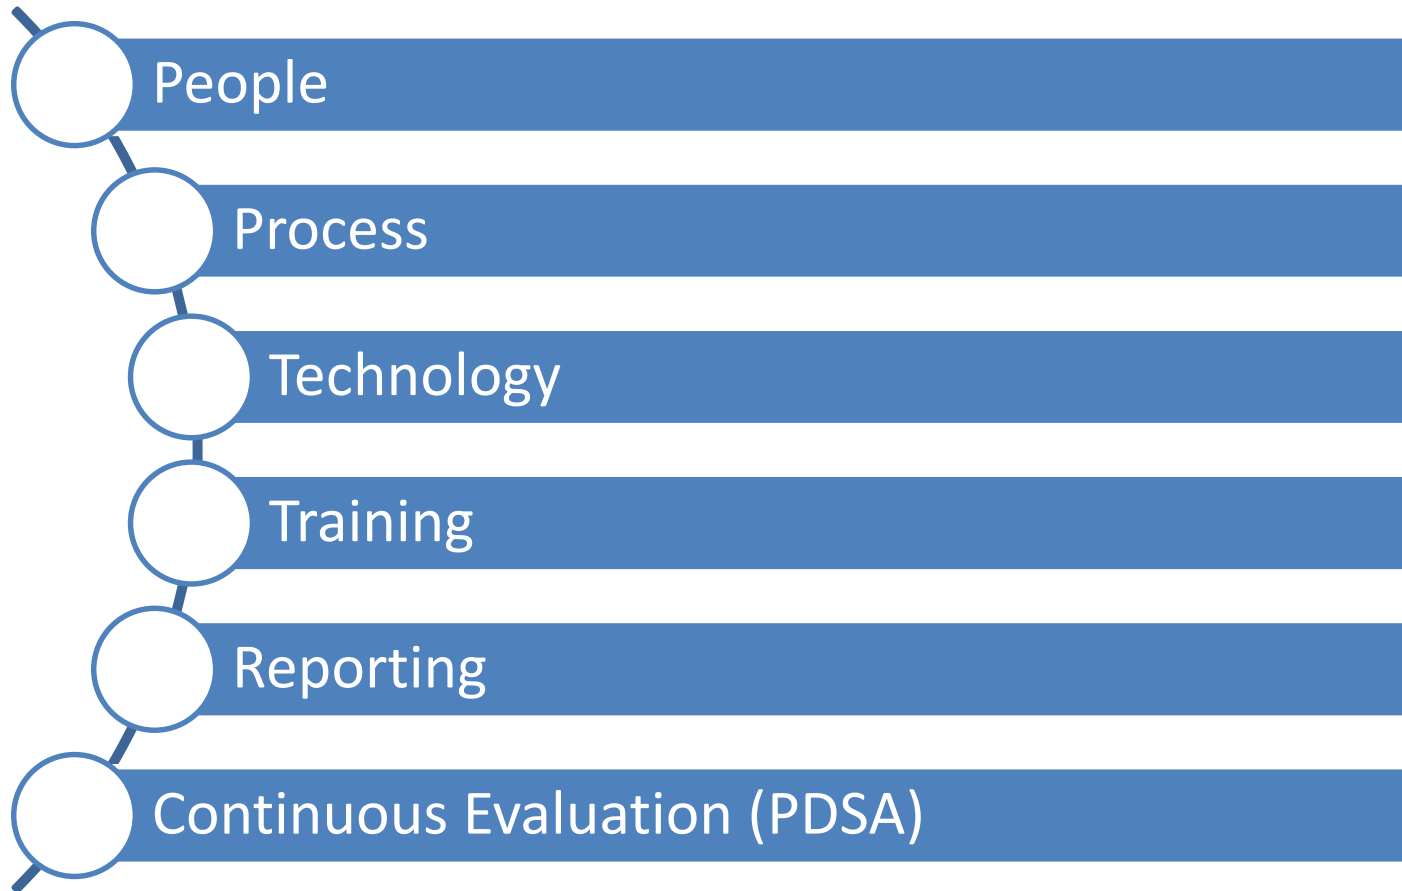 People
Process
Technology
Training
Reporting
Continuous Evaluation (PDSA)